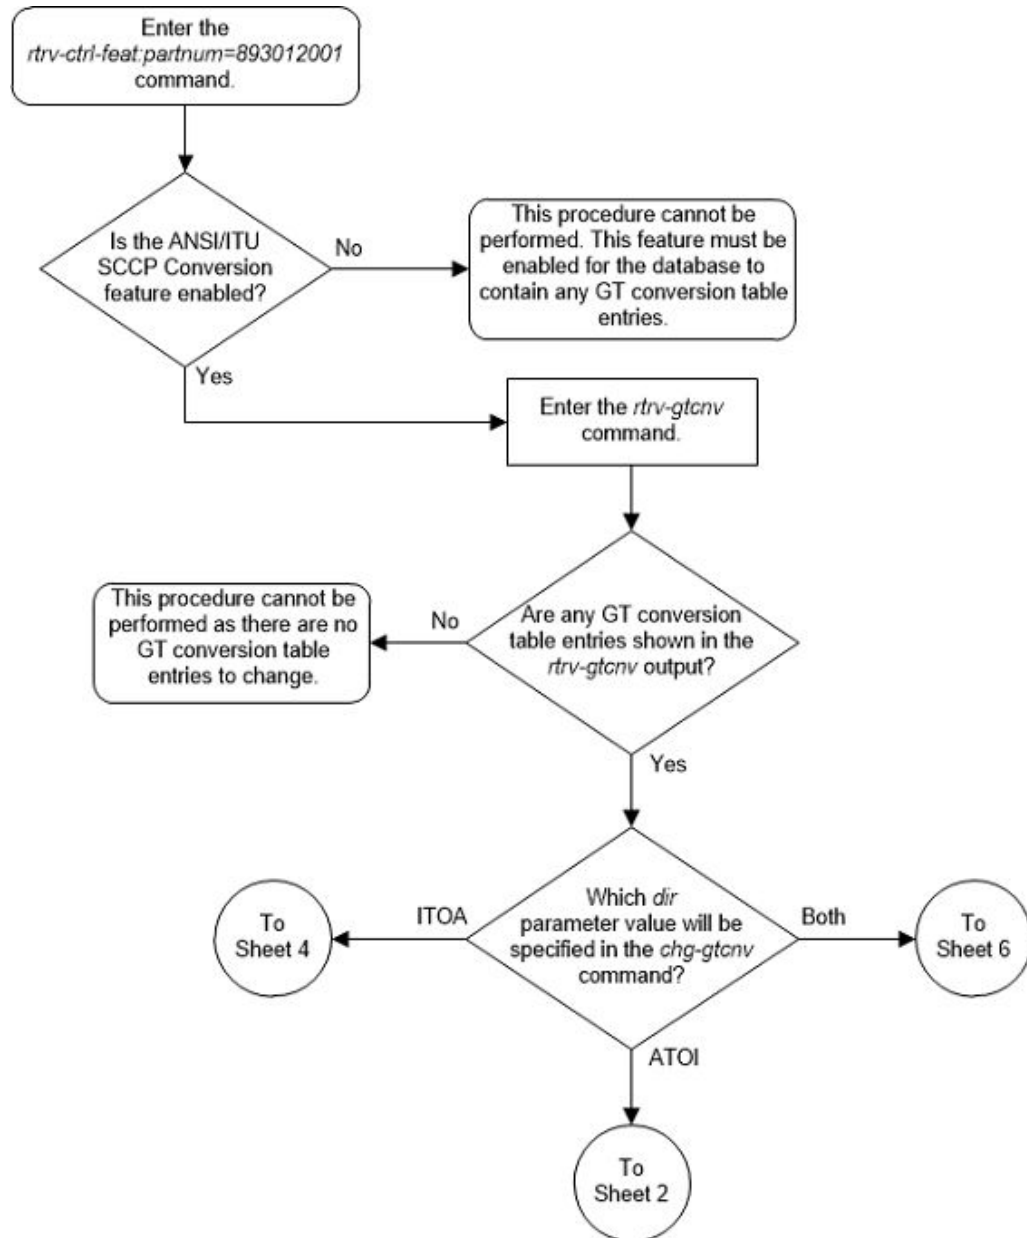 Enter the
rtrv-ctrl-feat:partnum=893012001
command.
Is the ANSI/ITU
SCCP Conversion
feature enabled?
No
This procedure cannot be
performed. This feature must be
enabled for the database to
contain any GT conversion table
entries.
Yes
Enter the rtrv-gtcnv
command.
Are any GT conversion
table entries shown in the
rtrv-gtcnv output?
No
This procedure cannot be
performed as there are no
GT conversion table
entries to change.
Yes
Which dir
parameter value will be
specified in the chg-gtcnv
command?
ITOA
To
Sheet 4
Both
To
Sheet 6
ATOI
To
Sheet 2